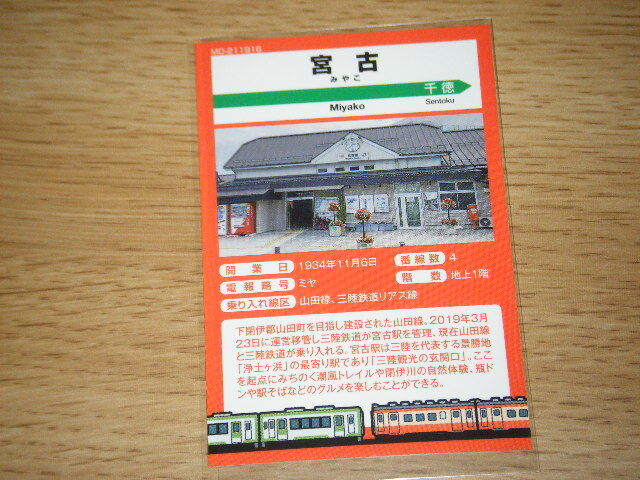 MO-211916
宮古
みやこ
千徳
Miyako
Sentoku
開業日 1934年11月6日 番線数 4
電報略号 ミヤ 階数 地上1階
乗り入れ線区 山田線、三陸鉄道リアス線
下閉伊郡山田町を目指し建設された山田線。2019年3月
23日に運営移管し三陸鉄道が宮古駅を管理、現在山田線
と三陸鉄道が乗り入れる。宮古駅は三陸を代表する景勝地
「浄土ヶ浜」の最寄り駅であり「三陸観光の玄関口」。ここ
を起点にみちのく潮風トレイルや閉伊川の自然体験、瓶ド
ンや駅そばなどのグルメを楽しむことができる。